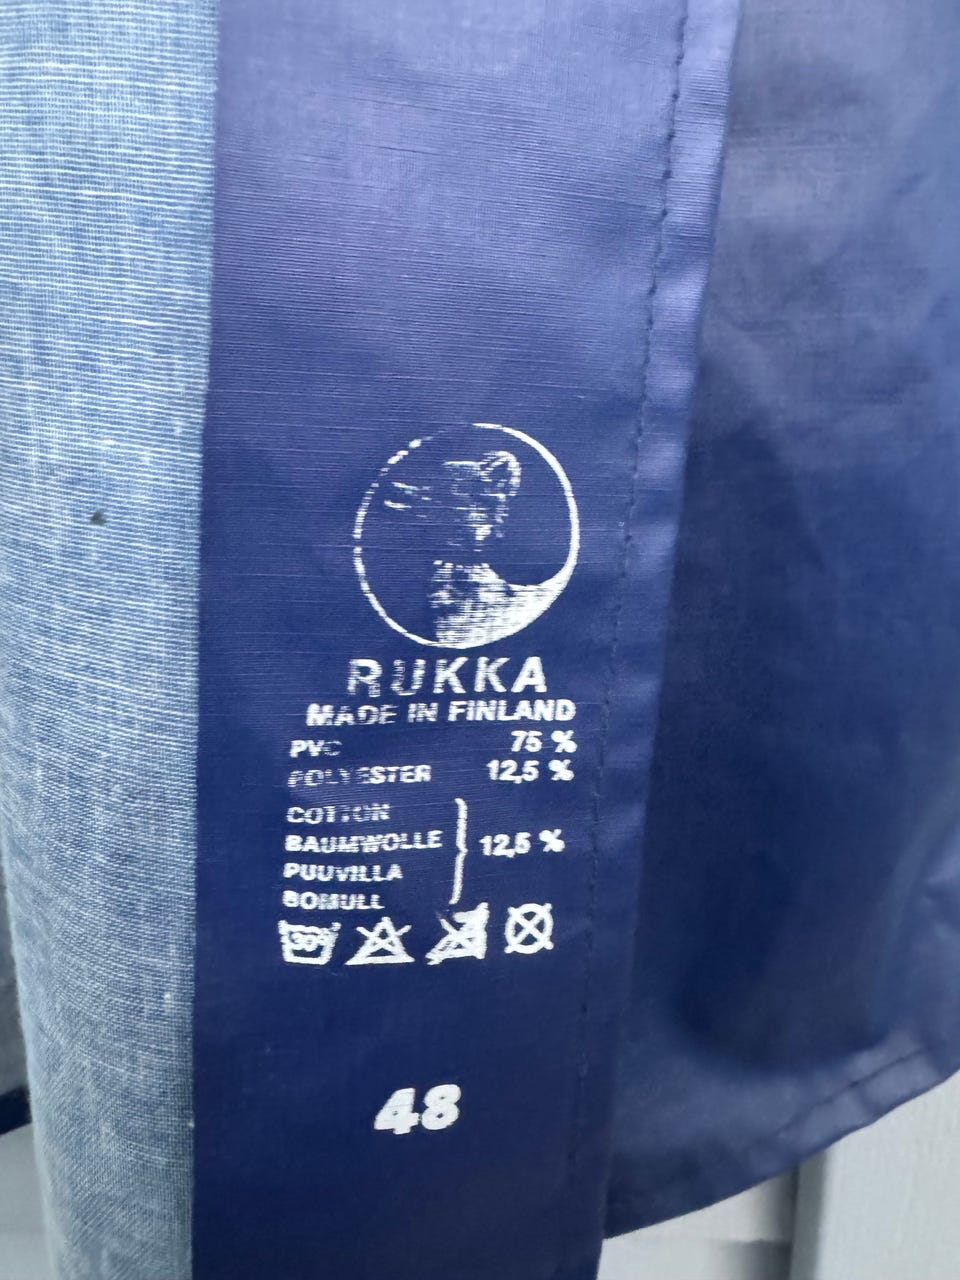 RUKKA
MADE IN FINLAND
PVC 75 %
POLYESTER 12,5 %
COTTON
BAUMWOLLE 12,5 %
PUUVILLA
BOMULL
30°
48